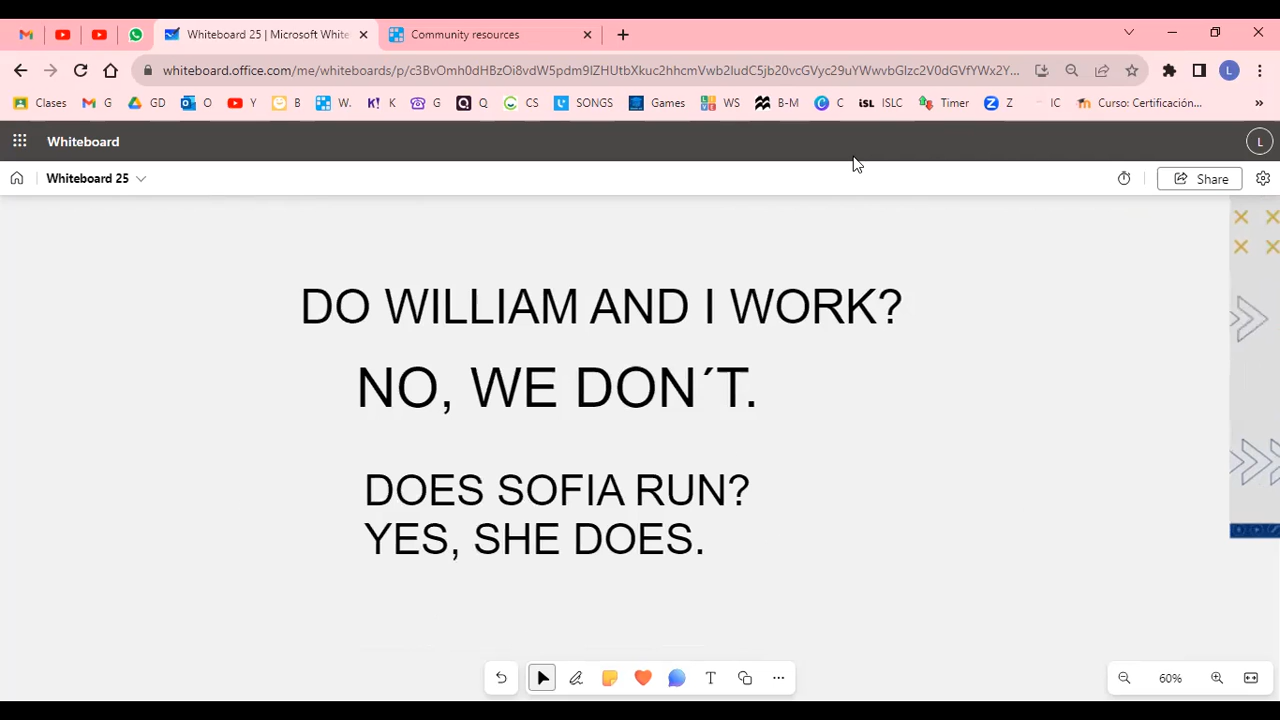 Whiteboard 25 | Microsoft White
Community resources
whiteboard.office.com/me/whiteboards/p/
Clases G GD O Y B W. K! K G Q CS SONGS Games WS B-M C iSL ISLC Timer Z IC Curso: Certificación...
Whiteboard L
Whiteboard 25 Share
DO WILLIAM AND I WORK?
NO, WE DON´T.
DOES SOFIA RUN?
YES, SHE DOES.
60%